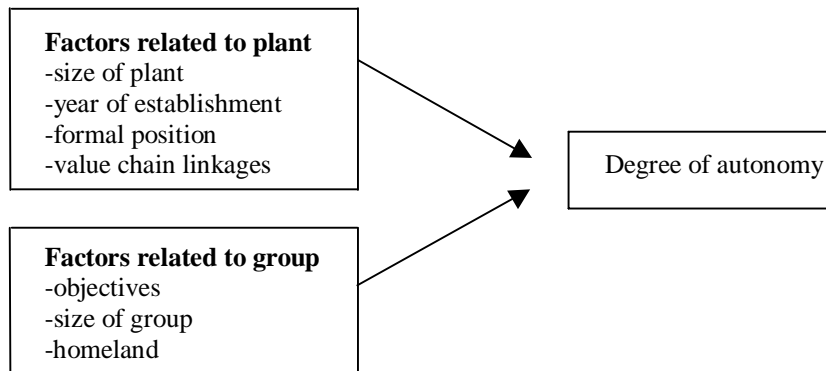 Factors related to plant
-size of plant
-year of establishment
-formal position
-value chain linkages
Degree of autonomy
Factors related to group
-objectives
-size of group
-homeland